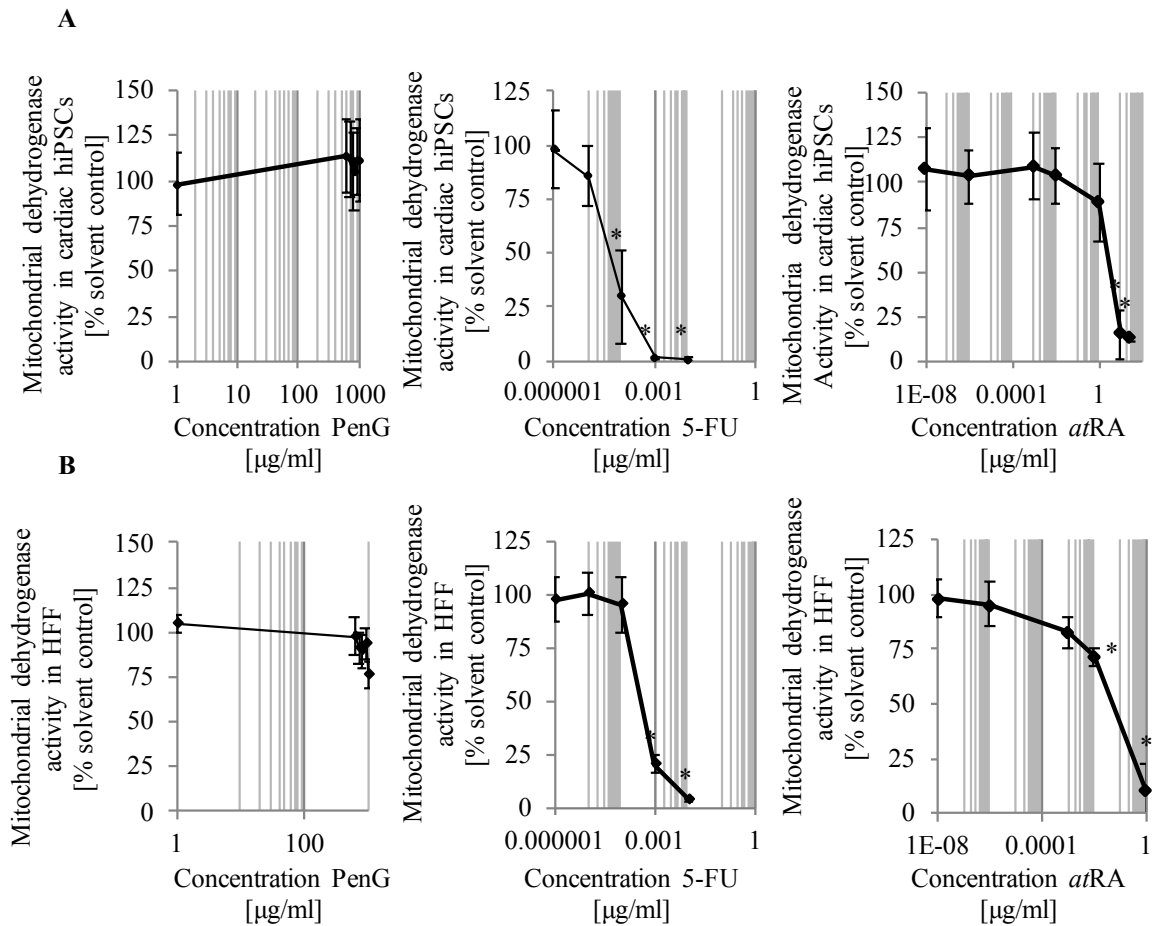 A
Mitochondrial dehydrogenase
activity in cardiac hiPSCs
[% solvent control]
150
125
100
75
50
25
0
1 10 100 1000
Concentration PenG
[µg/ml]
Mitochondrial dehydrogenase
activity in cardiac hiPSCs
[% solvent control]
125
100
75
50
25
0
* * *
0.000001 0.001 1
Concentration 5-FU
[µg/ml]
Mitochondria dehydrogenase
Activity in cardiac hiPSCs
[% solvent control]
150
125
100
75
50
25
0
* *
1E-08 0.0001 1
Concentration atRA
[µg/ml]
B
Mitochondrial dehydrogenase
activity in HFF
[% solvent control]
150
125
100
75
50
25
0
1 100
Concentration PenG
[µg/ml]
Mitochondrial dehydrogenase
activity in HFF
[% solvent control]
125
100
75
50
25
0
* *
0.000001 0.001 1
Concentration 5-FU
[µg/ml]
Mitochondrial dehydrogenase
activity in HFF
[% solvent control]
125
100
75
50
25
0
* *
1E-08 0.0001 1
Concentration atRA
[µg/ml]